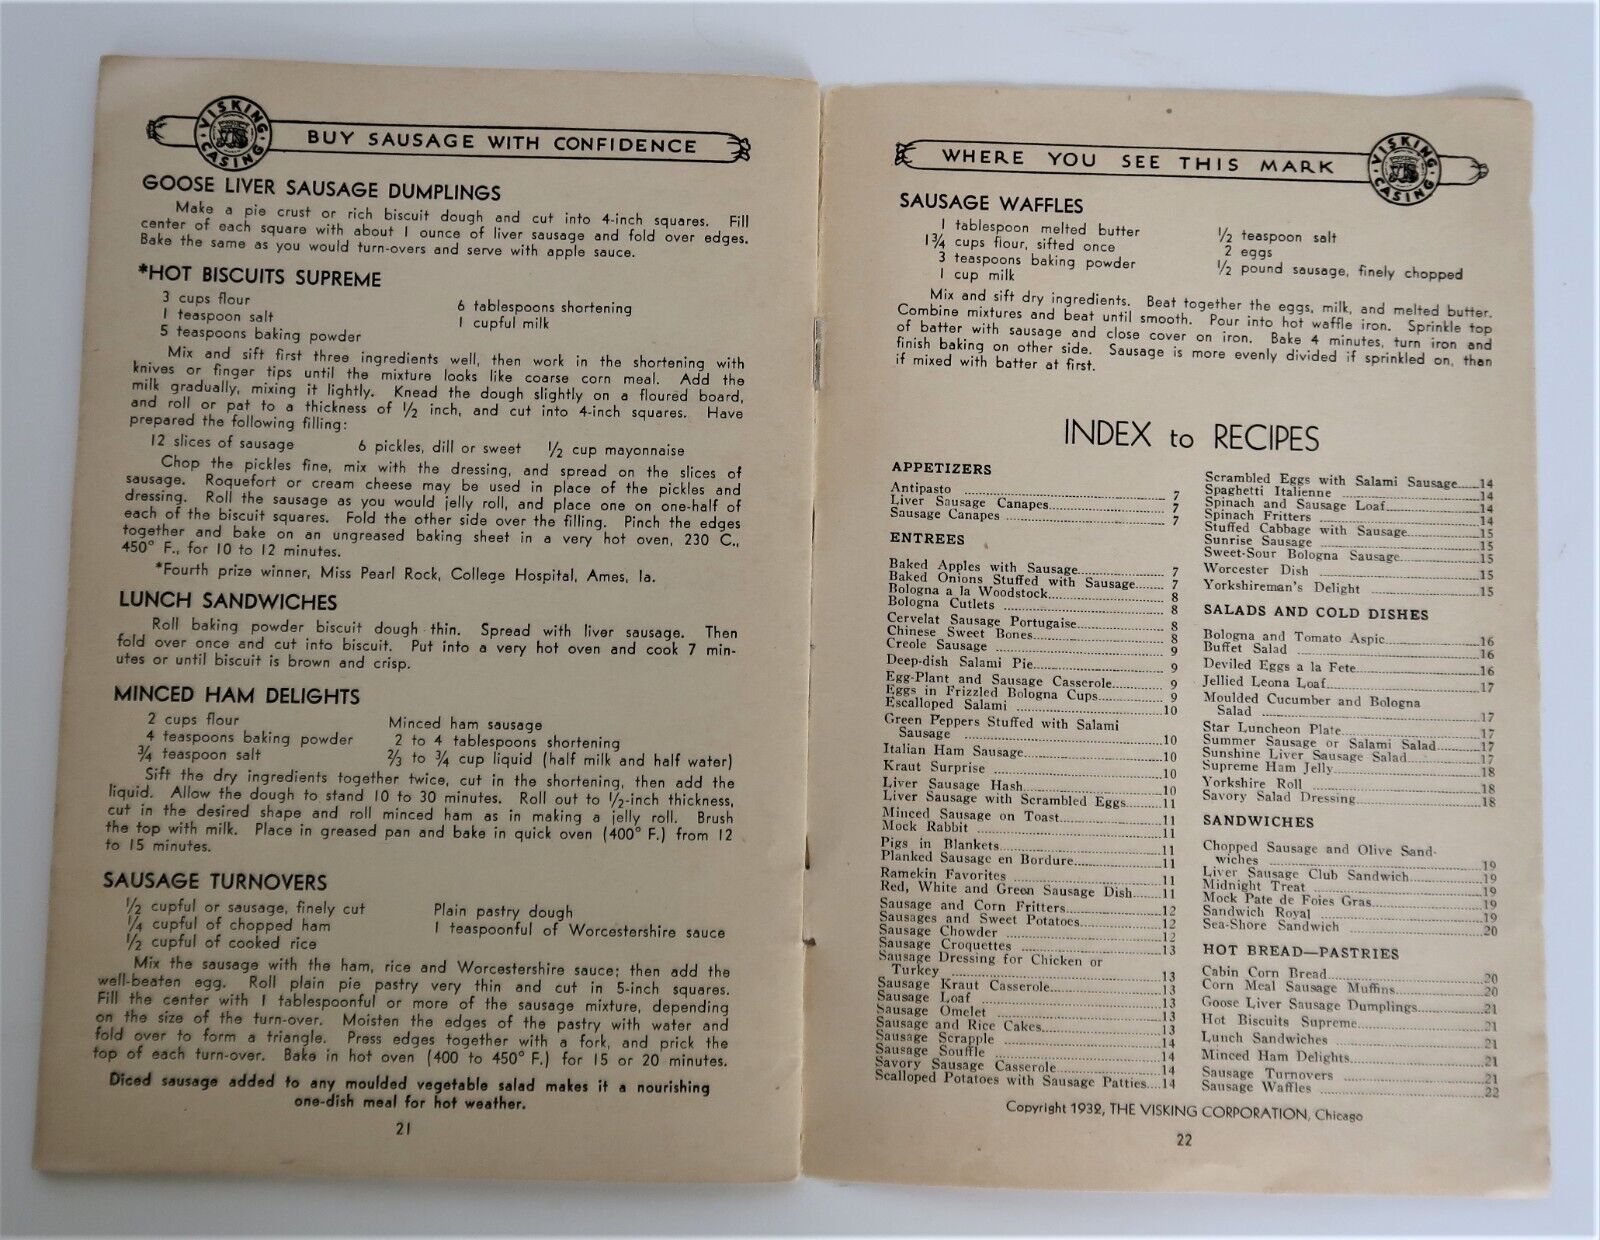 VISKING CASING
BUY SAUSAGE WITH CONFIDENCE
GOOSE LIVER SAUSAGE DUMPLINGS
Make a pie crust or rich biscuit dough and cut into 4-inch squares. Fill
center of each square with about 1 ounce of liver sausage and fold over edges.
Bake the same as you would turn-overs and serve with apple sauce.
*HOT BISCUITS SUPREME
3 cups flour
1 teaspoon salt
5 teaspoons baking powder
6 tablespoons shortening
1 cupful milk
Mix and sift first three ingredients well, then work in the shortening with
knives or finger tips until the mixture looks like coarse corn meal. Add the
milk gradually, mixing it lightly. Knead the dough slightly on a floured board,
and roll or pat to a thickness of 1/2 inch, and cut into 4-inch squares. Have
prepared the following filling:
12 slices of sausage 6 pickles, dill or sweet 1/2 cup mayonnaise
Chop the pickles fine, mix with the dressing, and spread on the slices of
sausage. Roquefort or cream cheese may be used in place of the pickles and
dressing. Roll the sausage as you would jelly roll, and place one on one-half of
each of the biscuit squares. Fold the other side over the filling. Pinch the edges
together and bake on an ungreased baking sheet in a very hot oven, 230 C.,
450° F., for 10 to 12 minutes.
*Fourth prize winner, Miss Pearl Rock, College Hospital, Ames, Ia.
LUNCH SANDWICHES
Roll baking powder biscuit dough thin. Spread with liver sausage. Then
fold over once and cut into biscuit. Put into a very hot oven and cook 7 min-
utes or until biscuit is brown and crisp.
MINCED HAM DELIGHTS
2 cups flour
4 teaspoons baking powder
3/4 teaspoon salt
Minced ham sausage
2 to 4 tablespoons shortening
2/3 to 3/4 cup liquid (half milk and half water)
Sift the dry ingredients together twice, cut in the shortening, then add the
liquid. Allow the dough to stand 10 to 30 minutes. Roll out to 1/2-inch thickness,
cut in the desired shape and roll minced ham as in making a jelly roll. Brush
the top with milk. Place in greased pan and bake in quick oven (400° F.) from 12
to 15 minutes.
SAUSAGE TURNOVERS
1/2 cupful or sausage, finely cut
1/4 cupful of chopped ham
1/2 cupful of cooked rice
Plain pastry dough
1 teaspoonful of Worcestershire sauce
Mix the sausage with the ham, rice and Worcestershire sauce; then add the
well-beaten egg. Roll plain pie pastry very thin and cut in 5-inch squares.
Fill the center with 1 tablespoonful or more of the sausage mixture, depending
on the size of the turn-over. Moisten the edges of the pastry with water and
fold over to form a triangle. Press edges together with a fork, and prick the
top of each turn-over. Bake in hot oven (400 to 450° F.) for 15 or 20 minutes.
Diced sausage added to any moulded vegetable salad makes it a nourishing
one-dish meal for hot weather.
21
WHERE YOU SEE THIS MARK
VISKING CASING
SAUSAGE WAFFLES
1 tablespoon melted butter
1 3/4 cups flour, sifted once
3 teaspoons baking powder
1 cup milk
1/2 teaspoon salt
2 eggs
1/2 pound sausage, finely chopped
Mix and sift dry ingredients. Beat together the eggs, milk, and melted butter.
Combine mixtures and beat until smooth. Pour into hot waffle iron. Sprinkle top
of batter with sausage and close cover on iron. Bake 4 minutes, turn iron and
finish baking on other side. Sausage is more evenly divided if sprinkled on, than
if mixed with batter at first.
INDEX to RECIPES
APPETIZERS
Antipasto 7
Liver Sausage Canapes 7
Sausage Canapes 7
ENTREES
Baked Apples with Sausage 7
Baked Onions Stuffed with Sausage 7
Bologna a la Woodstock 8
Bologna Cutlets 8
Cervelat Sausage Portugaise 8
Chinese Sweet Bones 8
Creole Sausage 9
Deep-dish Salami Pie 9
Egg-Plant and Sausage Casserole 9
Eggs in Frizzled Bologna Cups 9
Escalloped Salami 10
Green Peppers Stuffed with Salami
Sausage 10
Italian Ham Sausage 10
Kraut Surprise 10
Liver Sausage Hash 10
Liver Sausage with Scrambled Eggs 11
Minced Sausage on Toast 11
Mock Rabbit 11
Pigs in Blankets 11
Planked Sausage en Bordure 11
Ramekin Favorites 11
Red, White and Green Sausage Dish 11
Sausage and Corn Fritters 12
Sausages and Sweet Potatoes 12
Sausage Chowder 12
Sausage Croquettes 13
Sausage Dressing for Chicken or
Turkey 13
Sausage Kraut Casserole 13
Sausage Loaf 13
Sausage Omelet 13
Sausage and Rice Cakes 13
Sausage Scrapple 14
Sausage Souffle 14
Savory Sausage Casserole 14
Scalloped Potatoes with Sausage Patties 14
Scrambled Eggs with Salami Sausage 14
Spaghetti Italienne 14
Spinach and Sausage Loaf 14
Spinach Fritters 14
Stuffed Cabbage with Sausage 15
Sunrise Sausage 15
Sweet-Sour Bologna Sausage 15
Worcester Dish 15
Yorkshireman's Delight 15
SALADS AND COLD DISHES
Bologna and Tomato Aspic 16
Buffet Salad 16
Deviled Eggs a la Fete 16
Jellied Leona Loaf 17
Moulded Cucumber and Bologna
Salad 17
Star Luncheon Plate 17
Summer Sausage or Salami Salad 17
Sunshine Liver Sausage Salad 17
Supreme Ham Jelly 18
Yorkshire Roll 18
Savory Salad Dressing 18
SANDWICHES
Chopped Sausage and Olive Sand-
wiches 19
Liver Sausage Club Sandwich 19
Midnight Treat 19
Mock Pate de Foies Gras 19
Sandwich Royal 19
Sea-Shore Sandwich 20
HOT BREAD—PASTRIES
Cabin Corn Bread 20
Corn Meal Sausage Muffins 20
Goose Liver Sausage Dumplings 21
Hot Biscuits Supreme 21
Lunch Sandwiches 21
Minced Ham Delights 21
Sausage Turnovers 21
Sausage Waffles 22
Copyright 1932, THE VISKING CORPORATION, Chicago
22